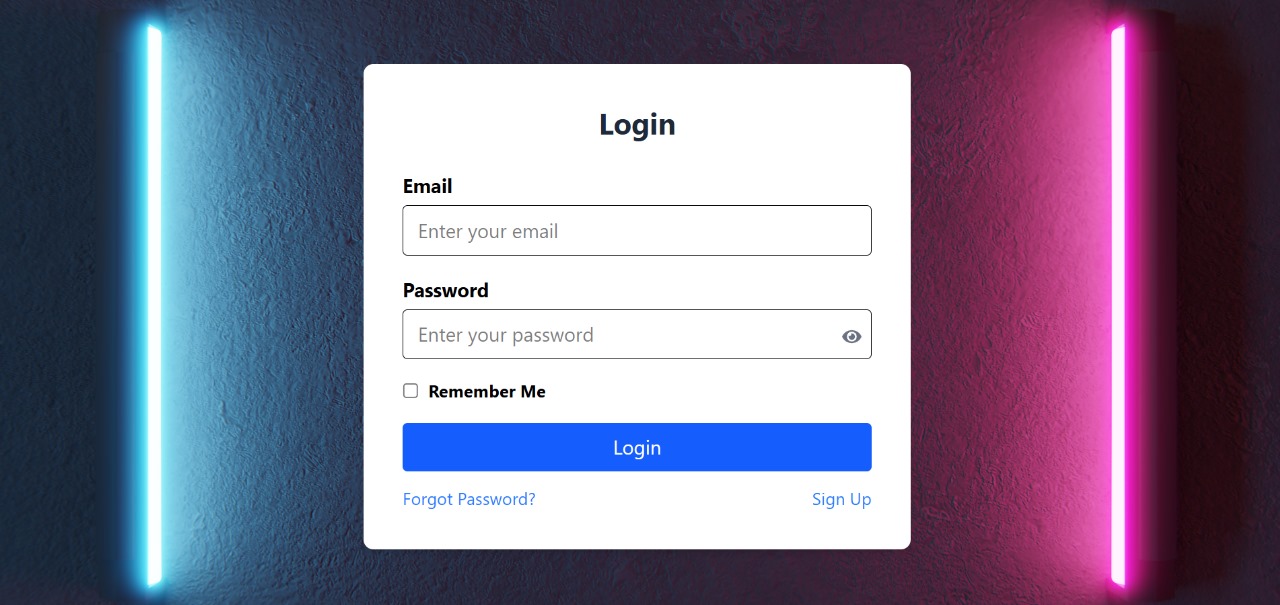 Login
Email
Enter your email
Password
Enter your password
Remember Me
Login
Forgot Password?
Sign Up